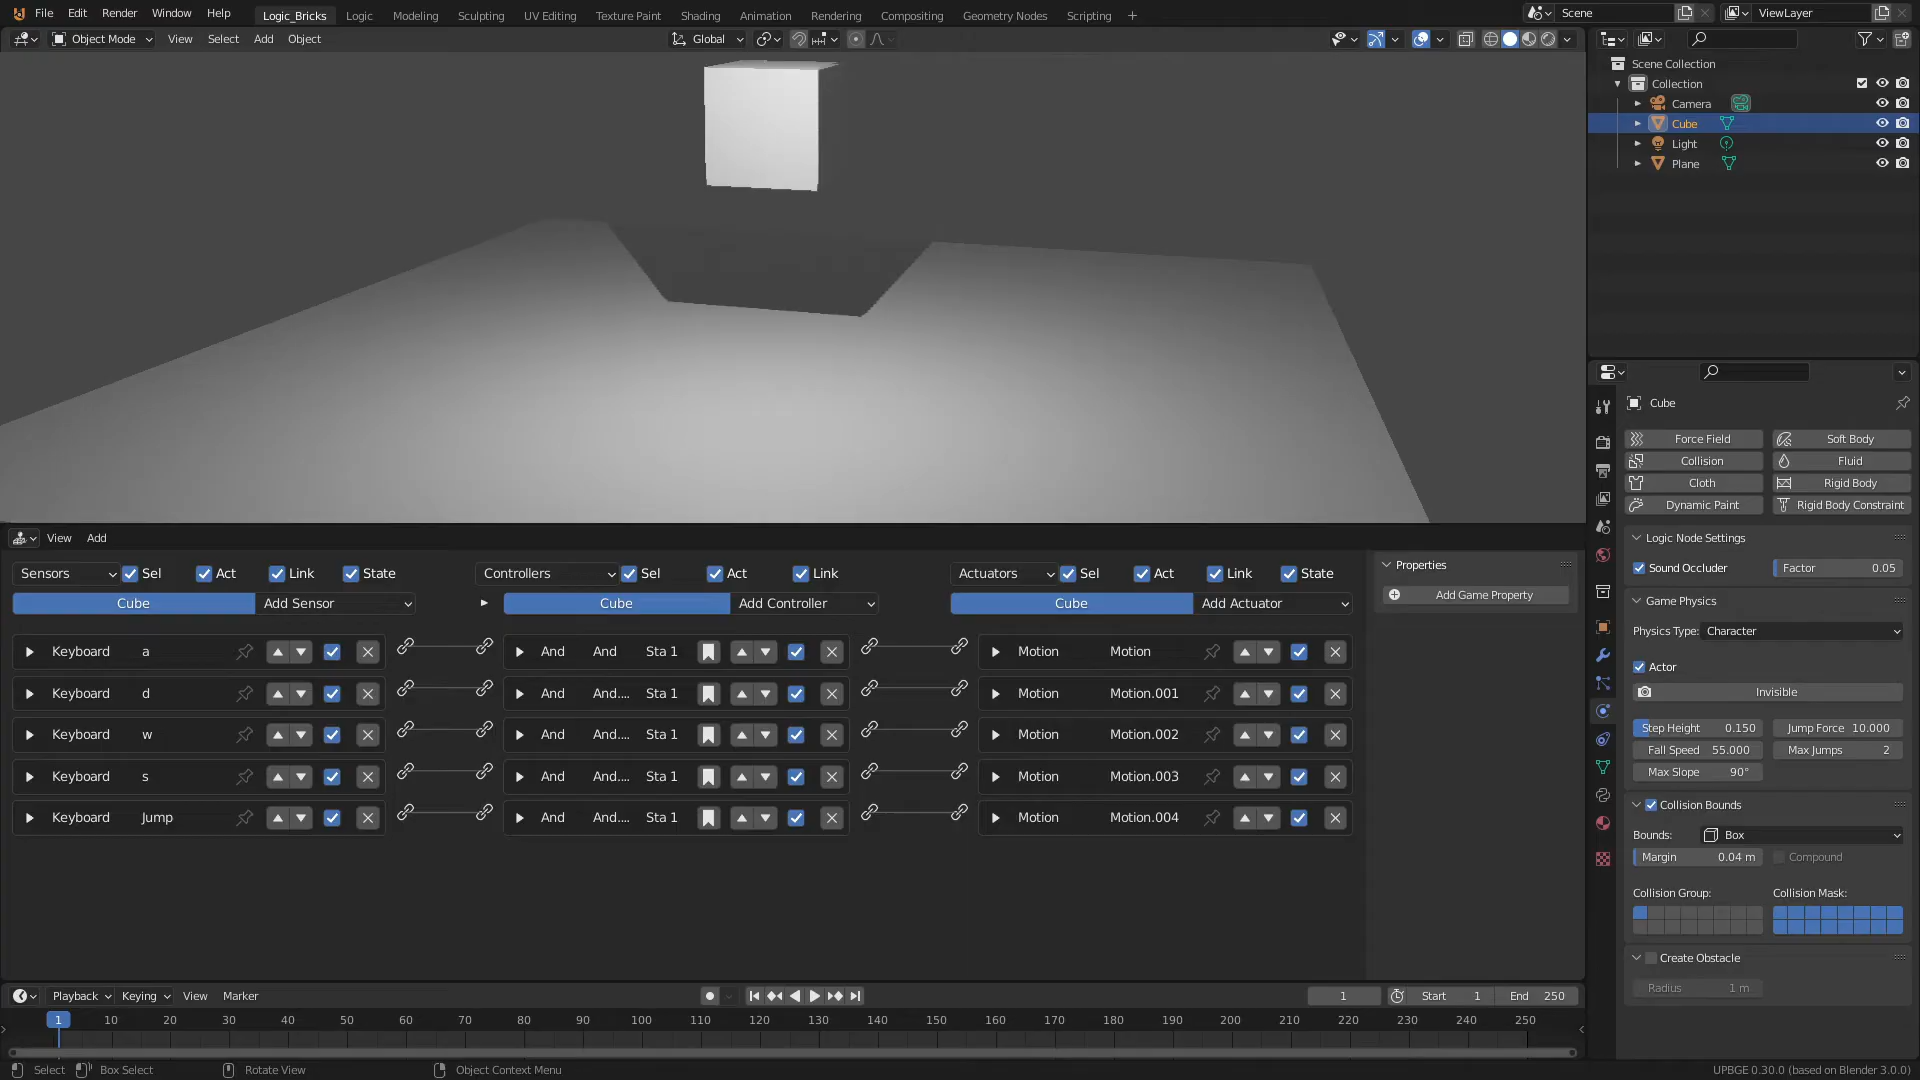 File Edit Render Window Help Logic_Bricks Logic Modeling Sculpting UV Editing Texture Paint Shading Animation Rendering Compositing Geometry Nodes Scripting Scene ViewLayer
Object Mode View Select Add Object Global
Scene Collection
Collection
Camera
Cube
Light
Plane
Cube
Force Field Soft Body
Collision Fluid
Cloth Rigid Body
Dynamic Paint Rigid Body Constraint
Logic Node Settings
Sound Occluder Factor 0.05
Game Physics
Physics Type: Character
Actor
Invisible
Step Height 0.150 Jump Force 10.000
Fall Speed 55.000 Max Jumps 2
Max Slope 90°
Collision Bounds
Bounds: Box
Margin 0.04 m Compound
Collision Group: Collision Mask:
Create Obstacle
Radius 1 m
View Add
Sensors Sel Act Link State Controllers Sel Act Link Actuators Sel Act Link State
Cube Add Sensor Cube Add Controller Cube Add Actuator
Keyboard a And And Sta 1 Motion Motion
Keyboard d And And.... Sta 1 Motion Motion.001
Keyboard w And And.... Sta 1 Motion Motion.002
Keyboard s And And.... Sta 1 Motion Motion.003
Keyboard Jump And And.... Sta 1 Motion Motion.004
Properties
Add Game Property
Playback Keying View Marker 1 Start 1 End 250
1 10 20 30 40 50 60 70 80 90 100 110 120 130 140 150 160 170 180 190 200 210 220 230 240 250
Select Box Select Rotate View Object Context Menu UPBGE 0.30.0 (based on Blender 3.0.0)